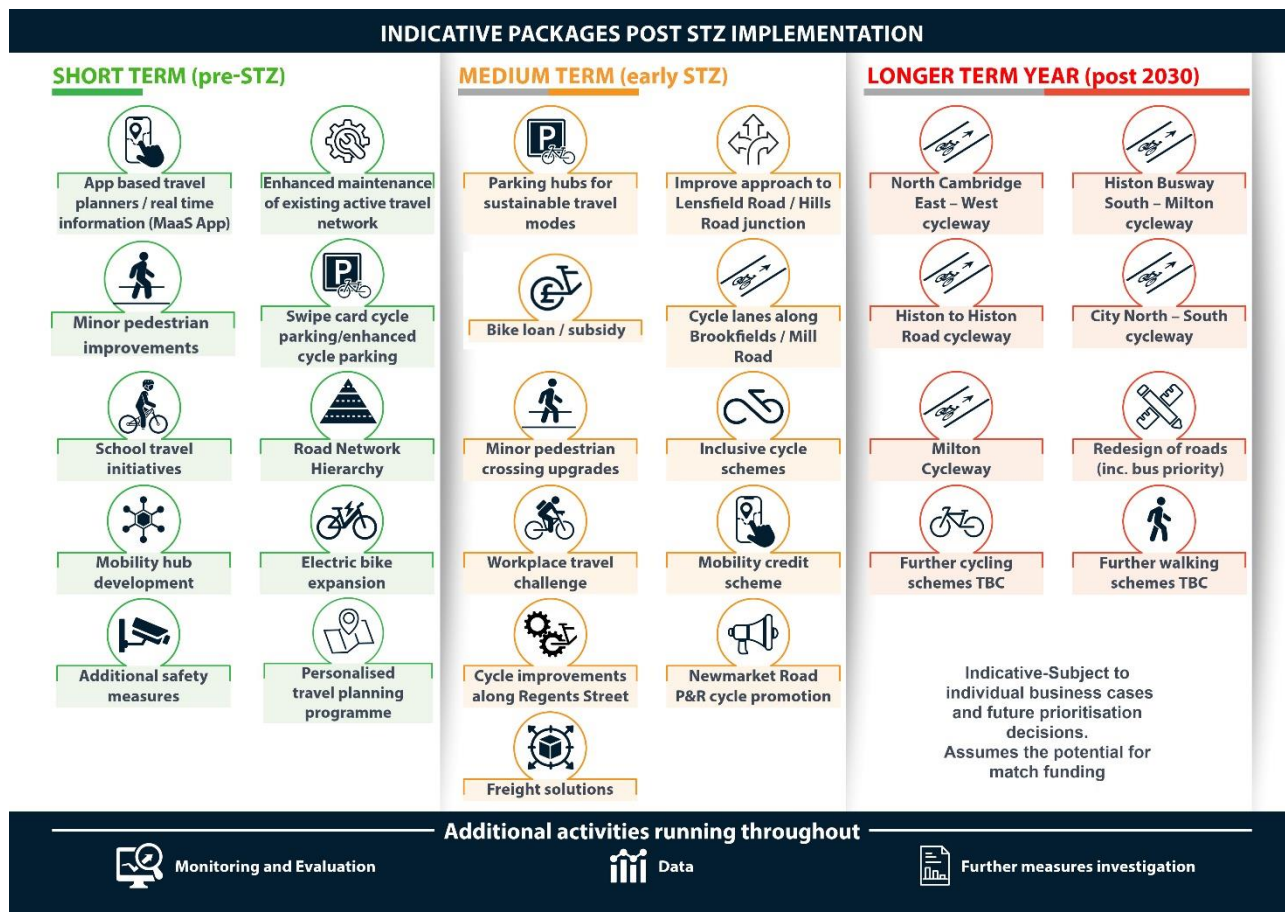 INDICATIVE PACKAGES POST STZ IMPLEMENTATION
SHORT TERM (pre-STZ)
App based travel
planners / real time
information (MaaS App)
Enhanced maintenance
of existing active travel
network
Minor pedestrian
improvements
P
Swipe card cycle
parking/enhanced
cycle parking
School travel
initiatives
Road Network
Hierarchy
Mobility hub
development
Electric bike
expansion
Additional safety
measures
Personalised
travel planning
programme
MEDIUM TERM (early STZ)
P
Parking hubs for
sustainable travel
modes
Improve approach to
Lensfield Road / Hills
Road junction
£
Bike loan / subsidy
Cycle lanes along
Brookfields / Mill
Road
Minor pedestrian
crossing upgrades
Inclusive cycle
schemes
Workplace travel
challenge
Mobility credit
scheme
Cycle improvements
along Regents Street
Newmarket Road
P&R cycle promotion
Freight solutions
LONGER TERM YEAR (post 2030)
North Cambridge
East – West
cycleway
Histon Busway
South – Milton
cycleway
Histon to Histon
Road cycleway
City North – South
cycleway
Milton
Cycleway
Redesign of roads
(inc. bus priority)
Further cycling
schemes TBC
Further walking
schemes TBC
Indicative-Subject to
individual business cases
and future prioritisation
decisions.
Assumes the potential for
match funding
Additional activities running throughout
Monitoring and Evaluation
Data
Further measures investigation